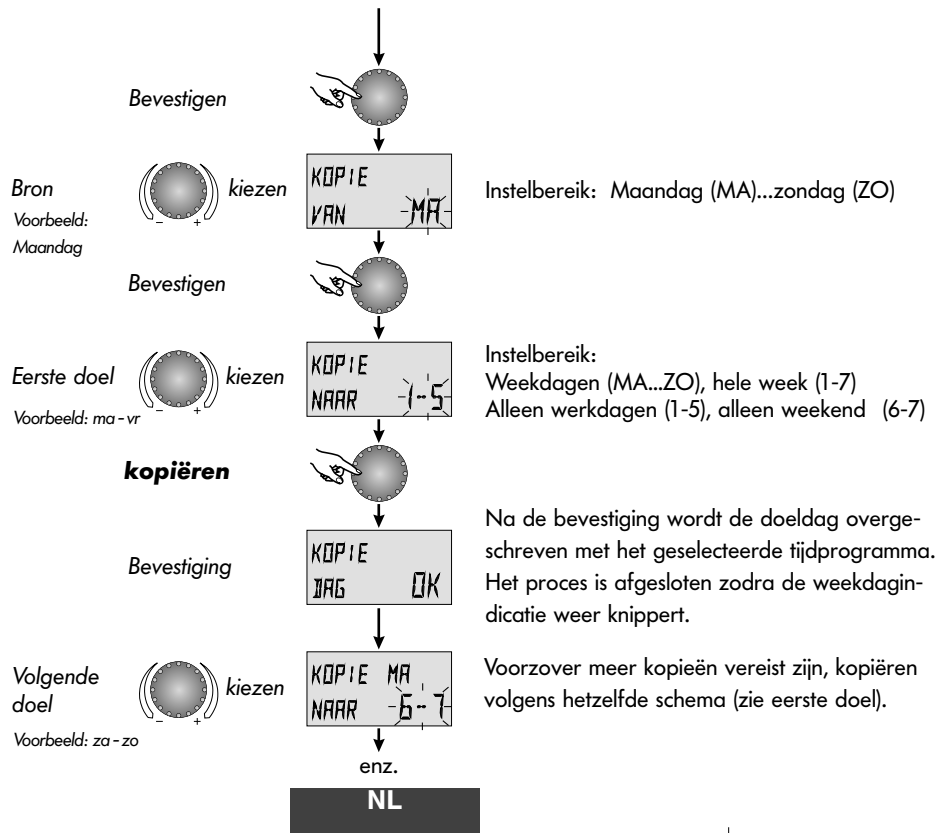 Bevestigen
Bron
Voorbeeld:
Maandag
- +
kiezen
KOPIE
VAN MA
Instelbereik: Maandag (MA)...zondag (ZO)
Bevestigen
Eerste doel
Voorbeeld: ma-vr
- +
kiezen
KOPIE
NAAR 1-5
Instelbereik:
Weekdagen (MA...ZO), hele week (1-7)
Alleen werkdagen (1-5), alleen weekend (6-7)
kopiëren
Bevestiging
KOPIE
DAG OK
Na de bevestiging wordt de doeldag overge-
schreven met het geselecteerde tijdprogramma.
Het proces is afgesloten zodra de weekdagin-
dicatie weer knippert.
Volgende
doel
Voorbeeld: za-zo
- +
kiezen
KOPIE MA
NAAR 6-7
Voorzover meer kopieën vereist zijn, kopiëren
volgens hetzelfde schema (zie eerste doel).
enz.
NL